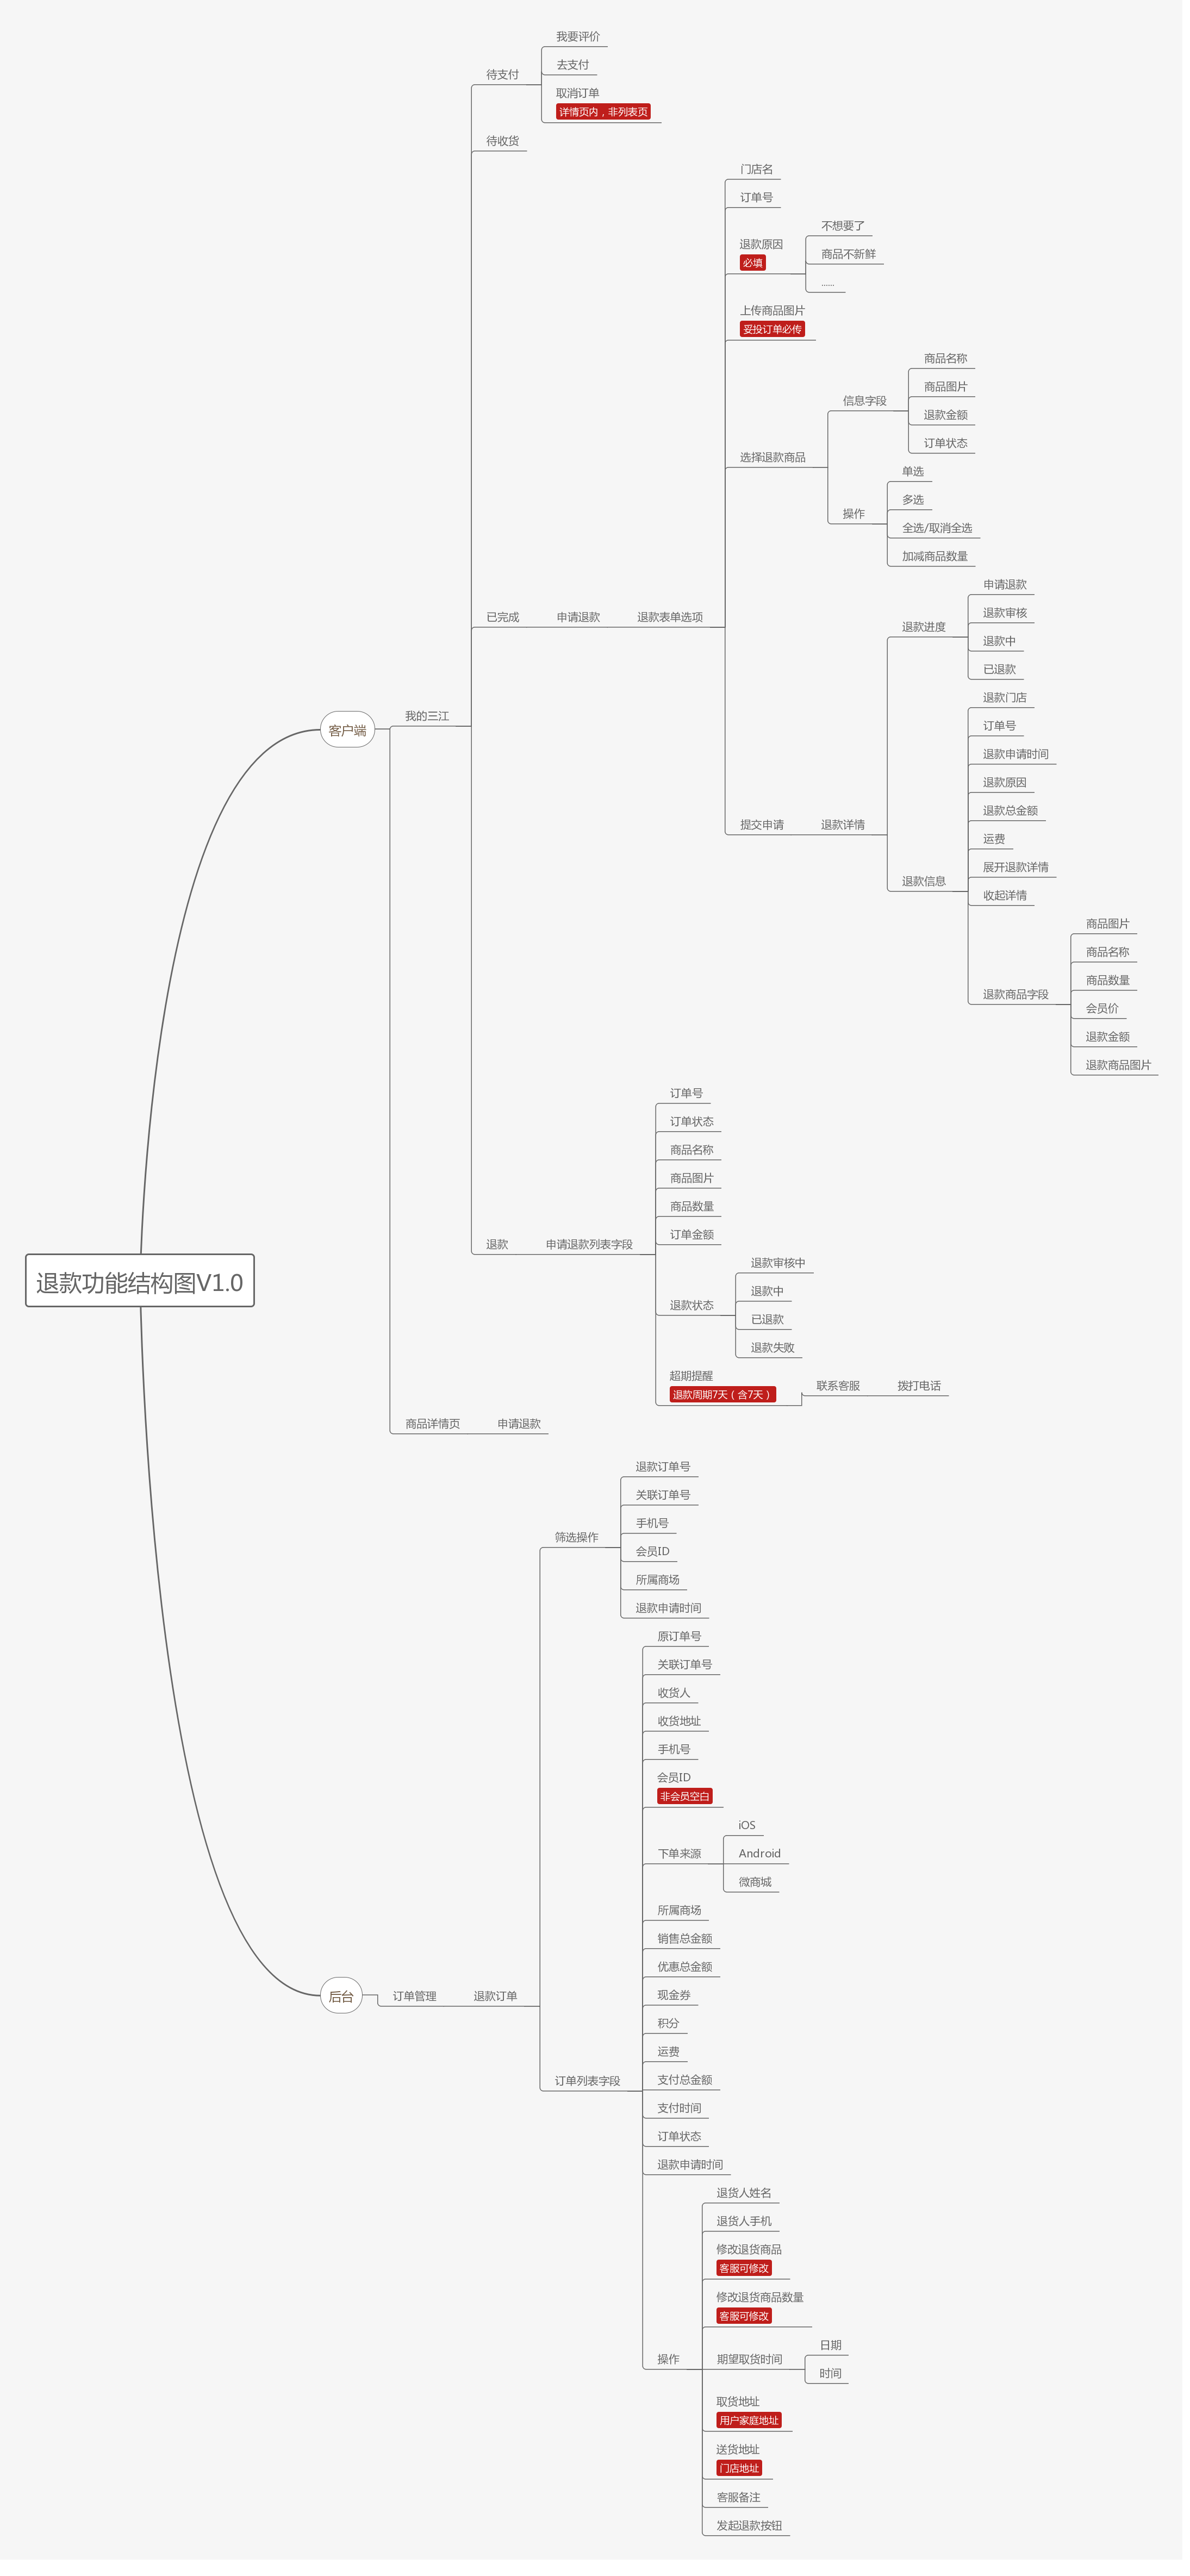 我要评价
去支付
待支付
取消订单
详情页内，非列表页
待收货
门店名
订单号
不想要了
退款原因
必填
商品不新鲜
......
上传商品图片
妥投订单必传
商品名称
商品图片
信息字段
退款金额
订单状态
选择退款商品
单选
多选
操作
全选/取消全选
加减商品数量
申请退款
退款审核
已完成
申请退款
退款表单选项
退款进度
退款中
已退款
退款门店
客户端
我的三江
订单号
退款申请时间
退款原因
退款总金额
提交申请
退款详情
运费
展开退款详情
退款信息
收起详情
商品图片
商品名称
商品数量
退款商品字段
会员价
退款金额
退款商品图片
订单号
订单状态
商品名称
商品图片
商品数量
订单金额
退款
申请退款列表字段
退款审核中
退款功能结构图V1.0
退款中
退款状态
已退款
退款失败
超期提醒
退款周期7天（含7天）
联系客服
拨打电话
商品详情页
申请退款
退款订单号
关联订单号
手机号
筛选操作
会员ID
所属商场
退款申请时间
原订单号
关联订单号
收货人
收货地址
手机号
会员ID
非会员空白
iOS
下单来源
Android
微商城
所属商场
销售总金额
优惠总金额
后台
订单管理
退款订单
现金券
积分
运费
订单列表字段
支付总金额
支付时间
订单状态
退款申请时间
退货人姓名
退货人手机
修改退货商品
客服可修改
修改退货商品数量
客服可修改
日期
操作
期望取货时间
时间
取货地址
用户家庭地址
送货地址
门店地址
客服备注
发起退款按钮